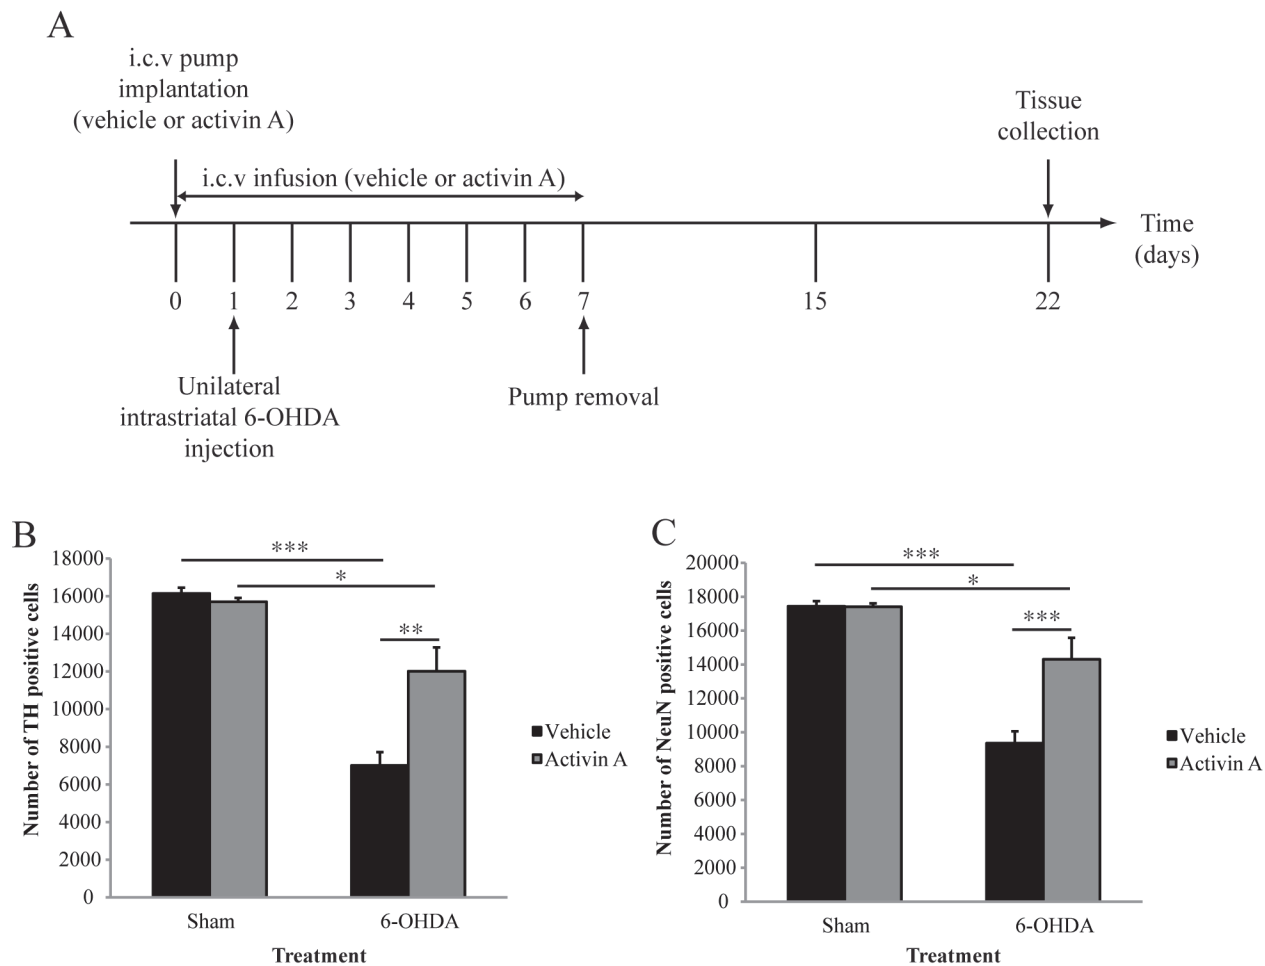 A
i.c.v pump
implantation
(vehicle or activin A)
Tissue
collection
i.c.v infusion (vehicle or activin A)
Time
(days)
0 1 2 3 4 5 6 7 15 22
Unilateral
intrastriatal 6-OHDA
injection
Pump removal
B
Number of TH positive cells
18000
16000
14000
12000
10000
8000
6000
4000
2000
0
***
*
**
Sham 6-OHDA
Treatment
Vehicle
Activin A
C
Number of NeuN positive cells
20000
18000
16000
14000
12000
10000
8000
6000
4000
2000
0
***
*
***
Sham 6-OHDA
Treatment
Vehicle
Activin A